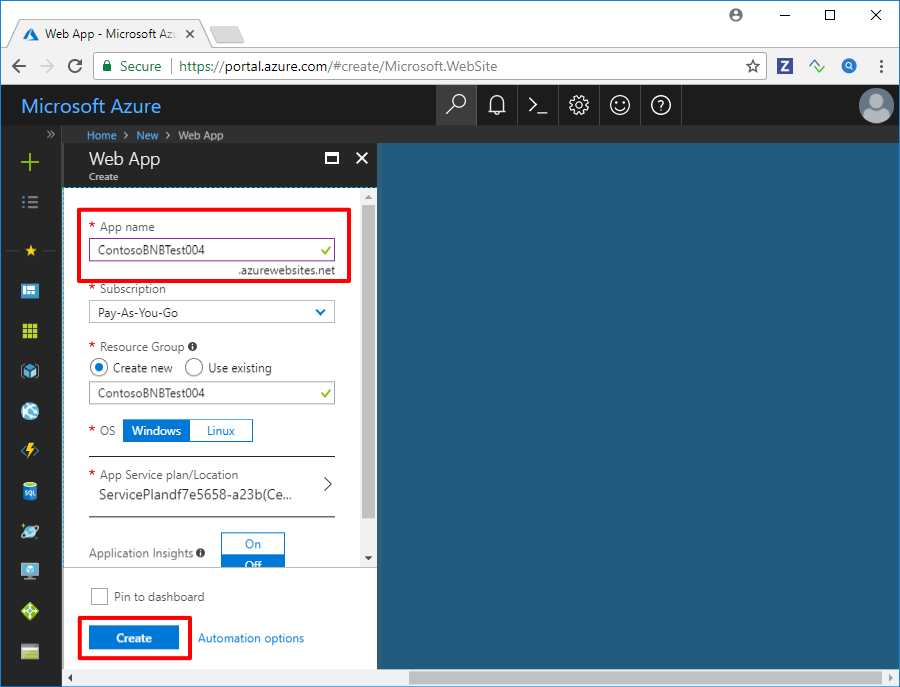 Web App - Microsoft Azu
Secure https://portal.azure.com/#create/Microsoft.WebSite
Microsoft Azure
Home > New > Web App
Web App
Create
* App name
ContosoBNBTest004
.azurewebsites.net
* Subscription
Pay-As-You-Go
* Resource Group
Create new Use existing
ContosoBNBTest004
* OS Windows Linux
* App Service plan/Location
ServicePlandf7e5658-a23b(Ce...
On
Application Insights
Off
Pin to dashboard
Create Automation options
SQL